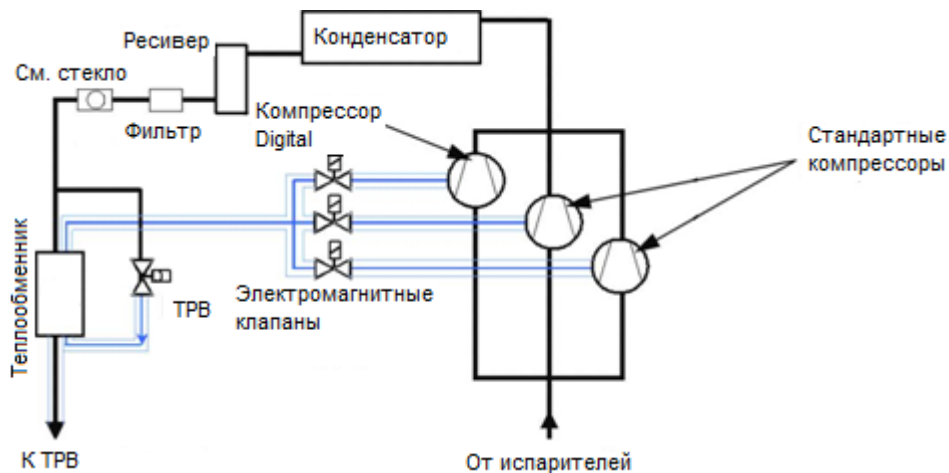 Ресивер
Конденсатор
См. стекло
Фильтр
Компрессор
Digital
Стандартные
компрессоры
Теплообменник
ТРВ
Электромагнитные
клапаны
К ТРВ
От испарителей